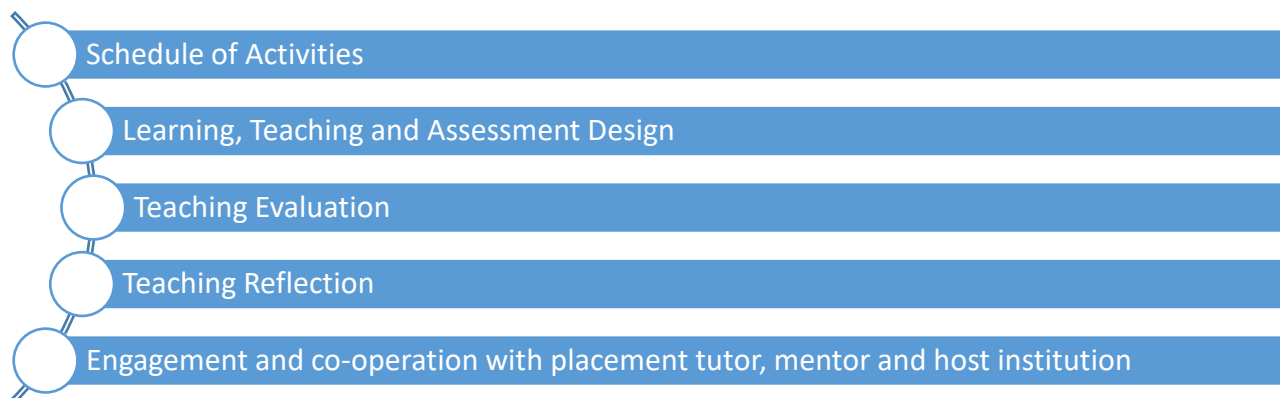 Schedule of Activities
Learning, Teaching and Assessment Design
Teaching Evaluation
Teaching Reflection
Engagement and co-operation with placement tutor, mentor and host institution